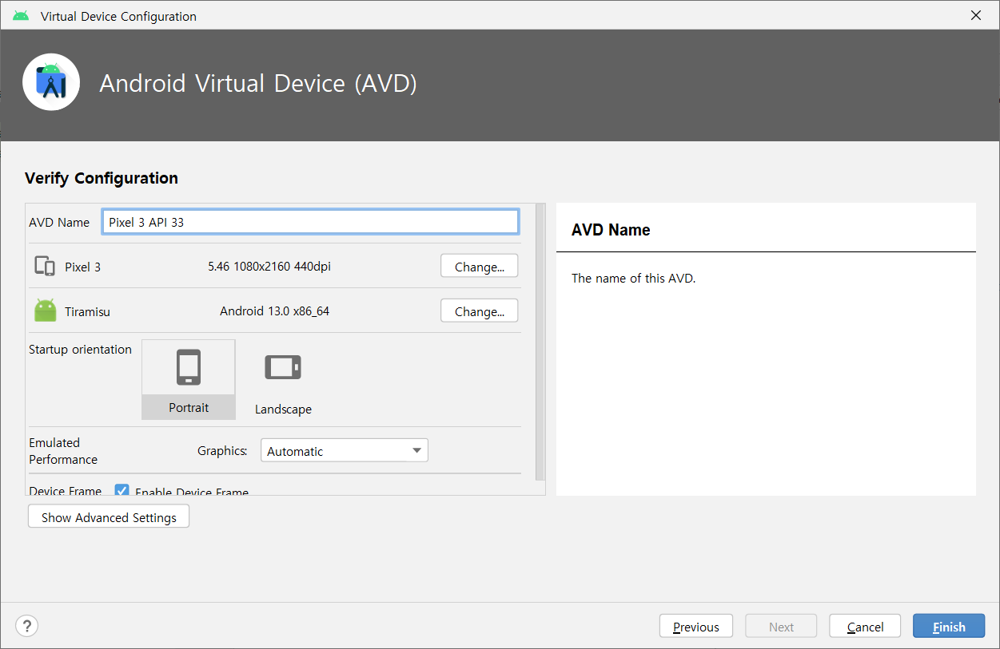 Virtual Device Configuration
Android Virtual Device (AVD)
Verify Configuration
AVD Name Pixel 3 API 33
Pixel 3 5.46 1080x2160 440dpi Change...
Tiramisu Android 13.0 x86_64 Change...
Startup orientation
Portrait
Landscape
Emulated
Performance
Graphics: Automatic
Device Frame Enable Device Frame
Show Advanced Settings
AVD Name
The name of this AVD.
?
Previous Next Cancel Finish